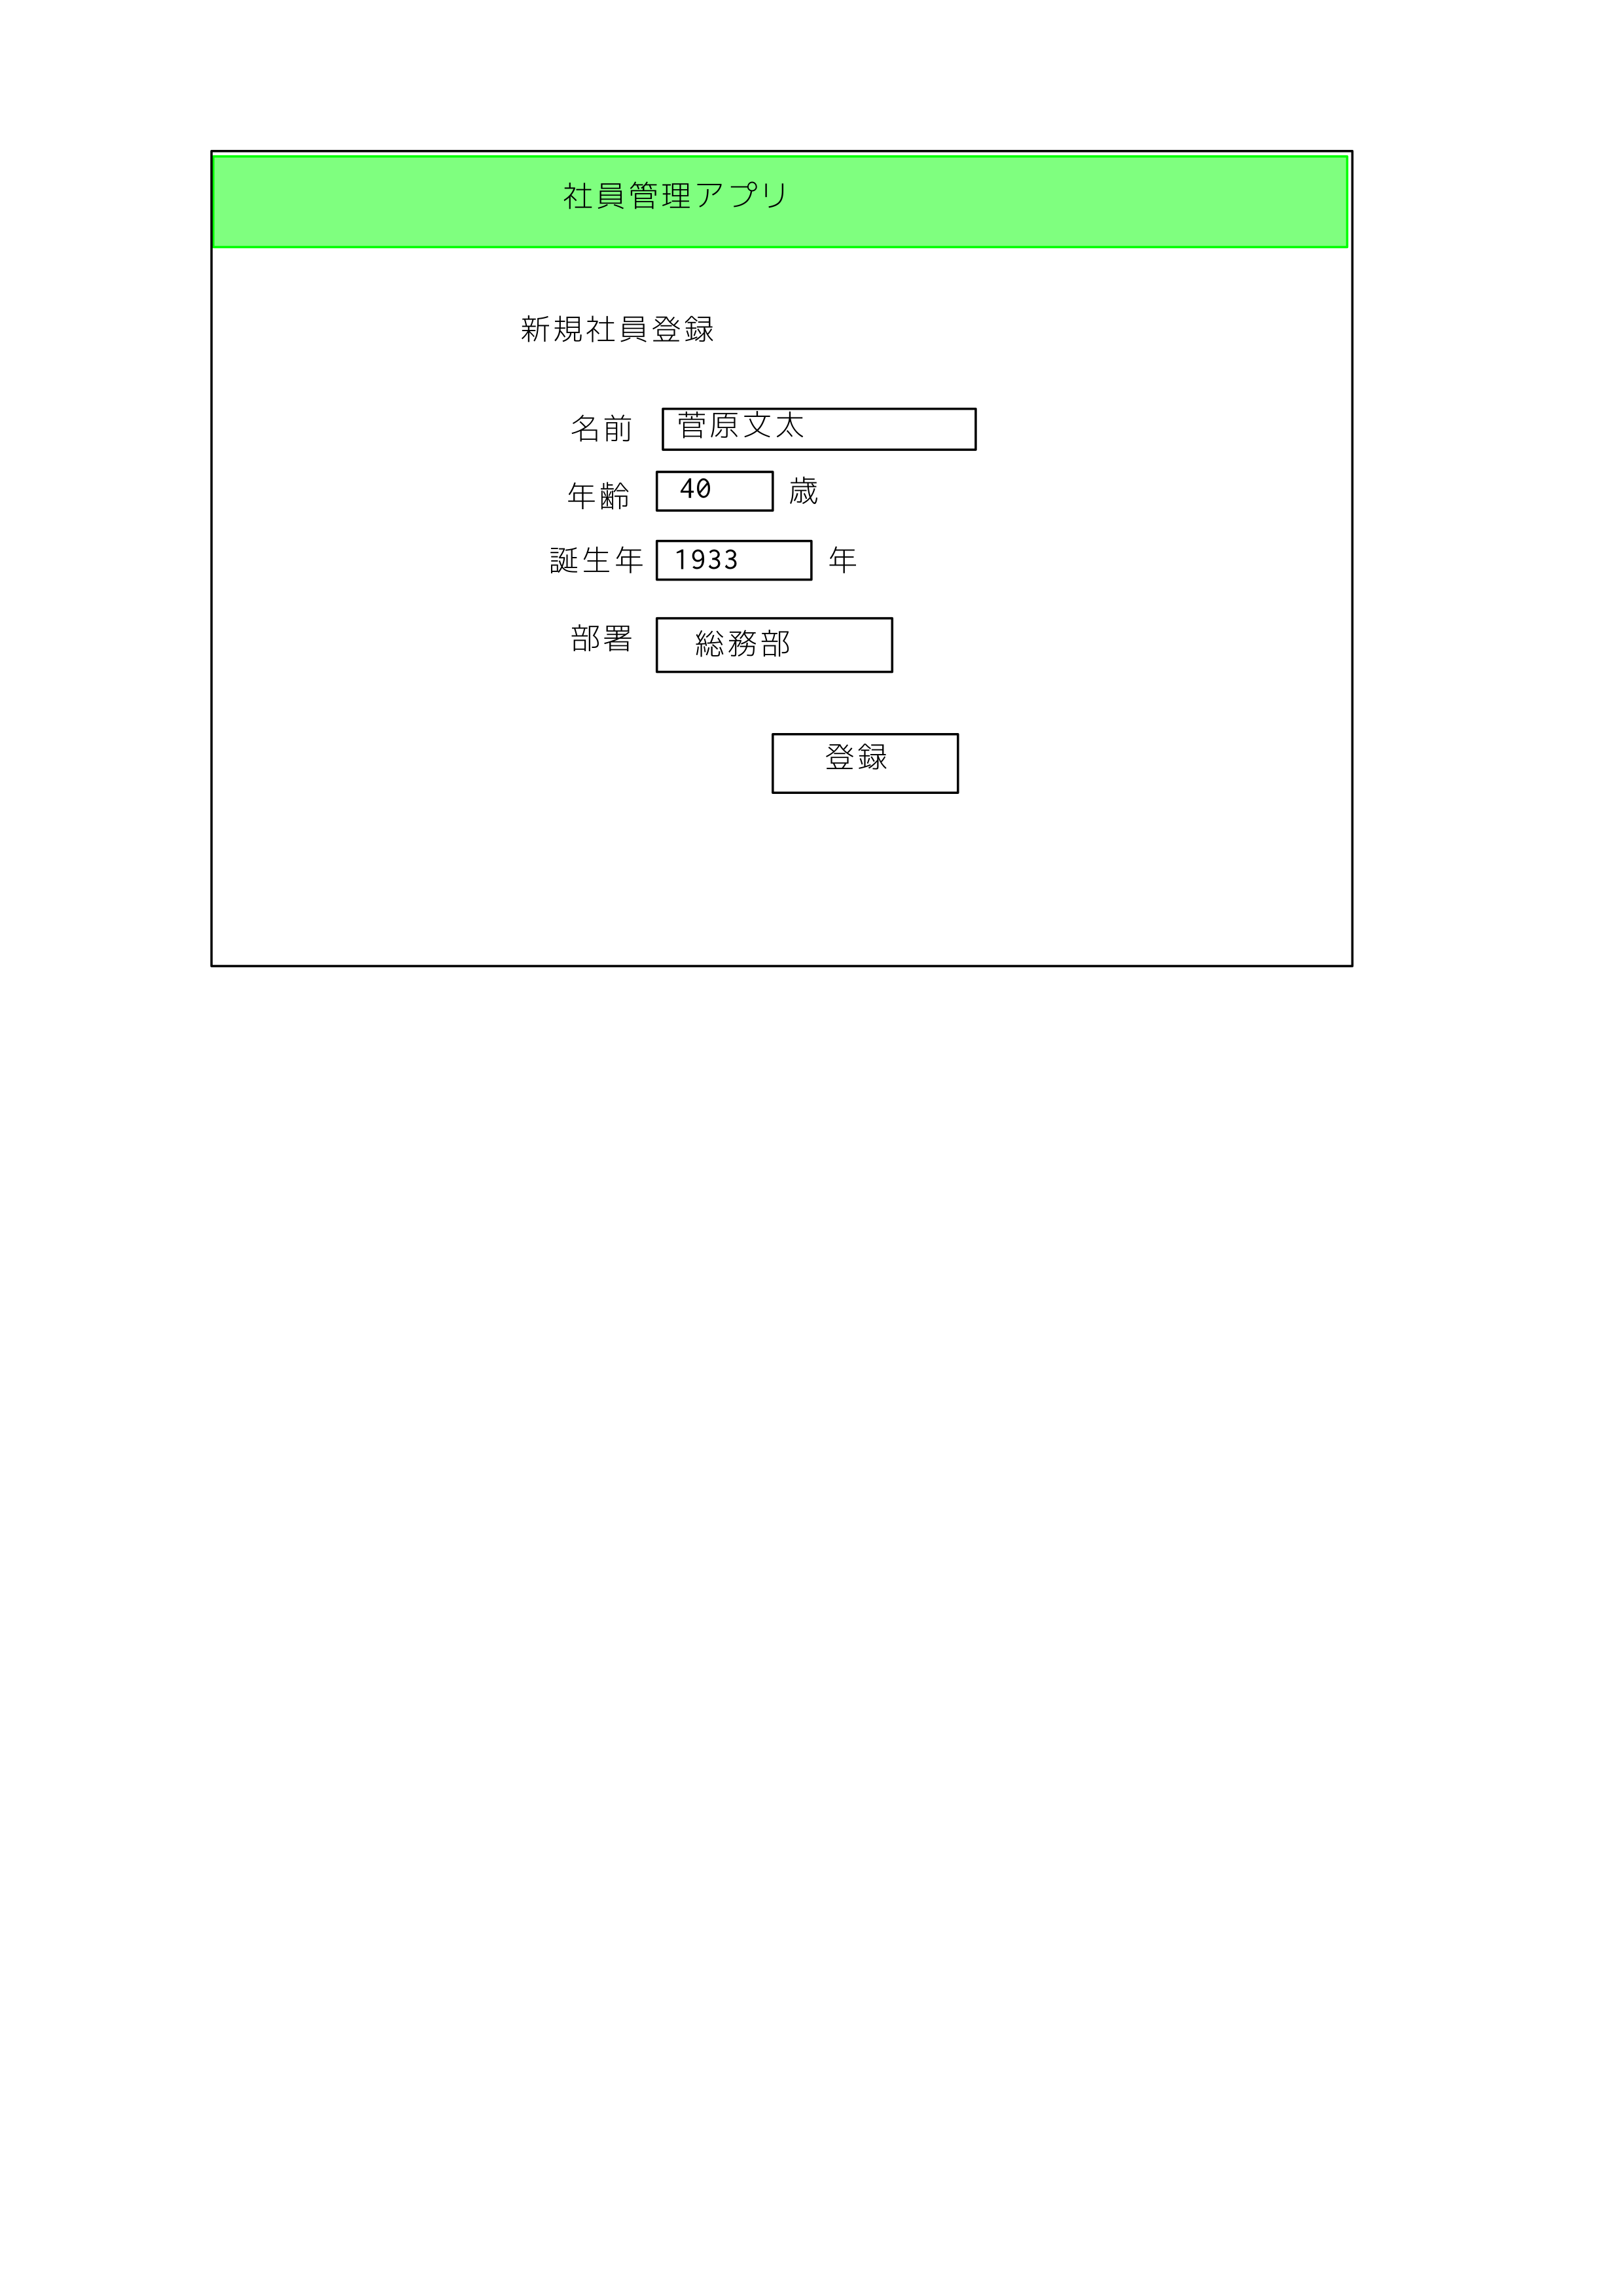 社員管理アプリ
新規社員登録
名前 菅原文太
年齢 40 歳
誕生年 1933 年
部署 総務部
登録